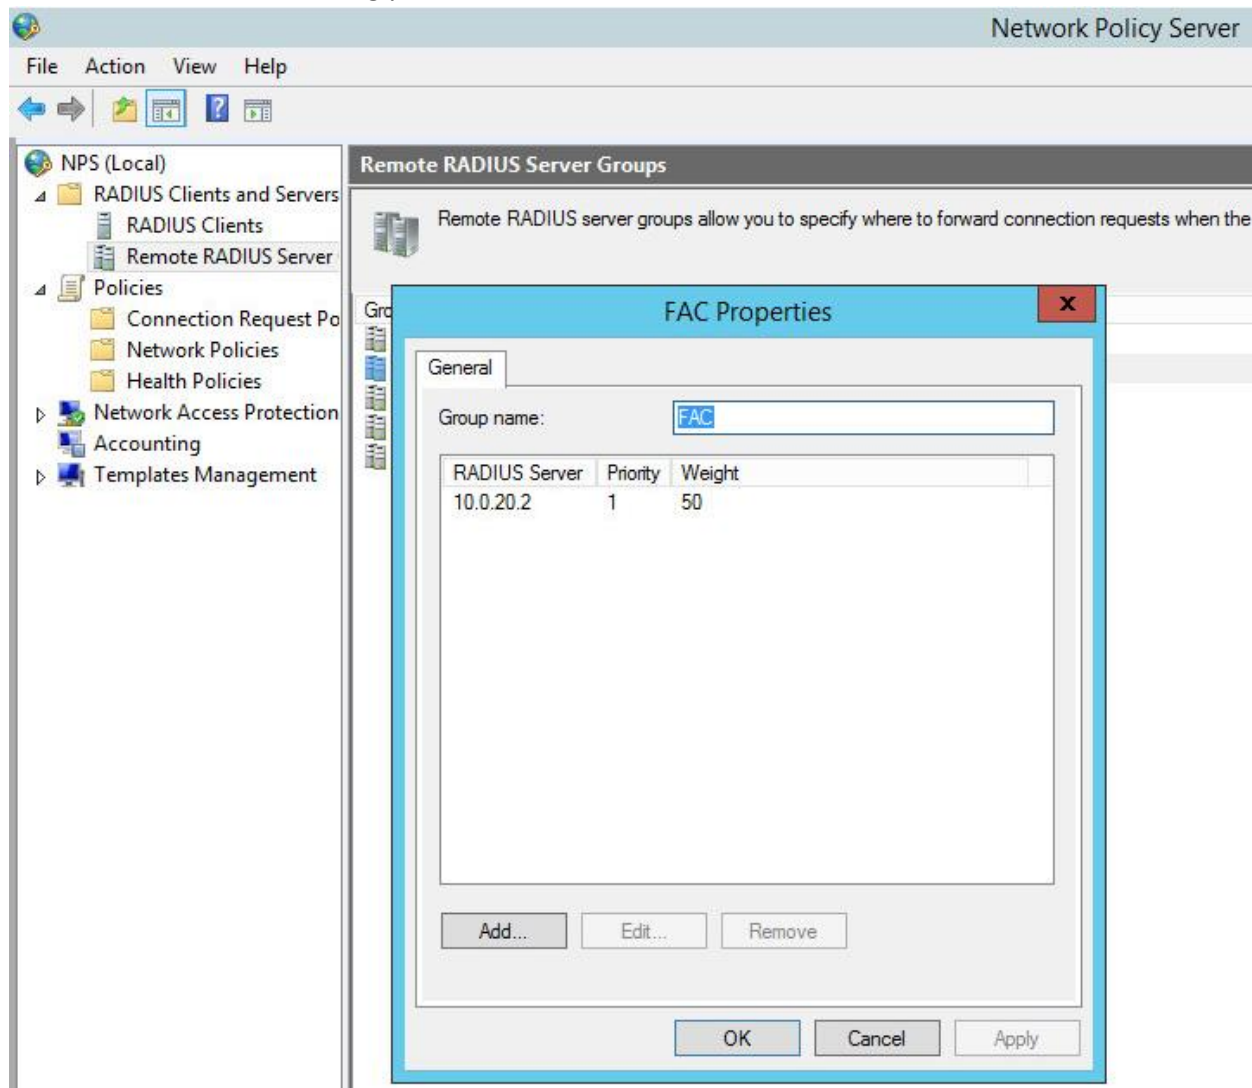 Network Policy Server
File Action View Help
NPS (Local)
RADIUS Clients and Servers
RADIUS Clients
Remote RADIUS Server
Policies
Connection Request Po
Network Policies
Health Policies
Network Access Protection
Accounting
Templates Management
Remote RADIUS Server Groups
Remote RADIUS server groups allow you to specify where to forward connection requests when the
Gro
FAC Properties
X
General
Group name: FAC
RADIUS Server Priority Weight
10.0.20.2 1 50
Add... Edit... Remove
OK Cancel Apply